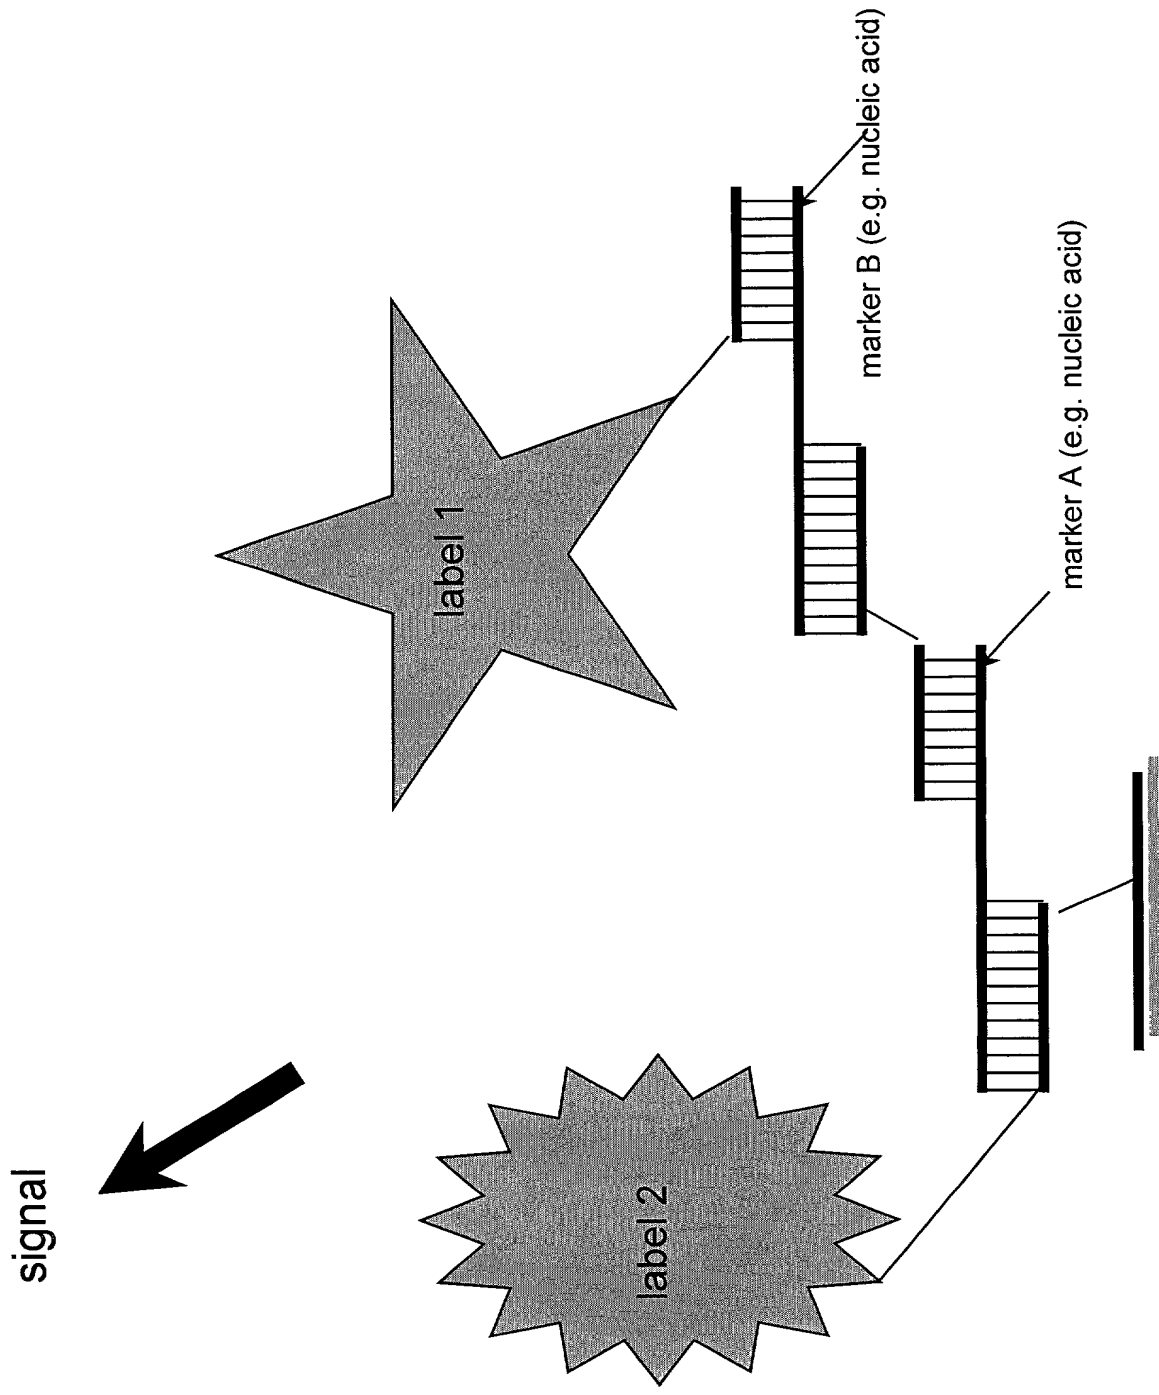 signal
label 1
label 2
marker B (e.g. nucleic acid)
marker A (e.g. nucleic acid)